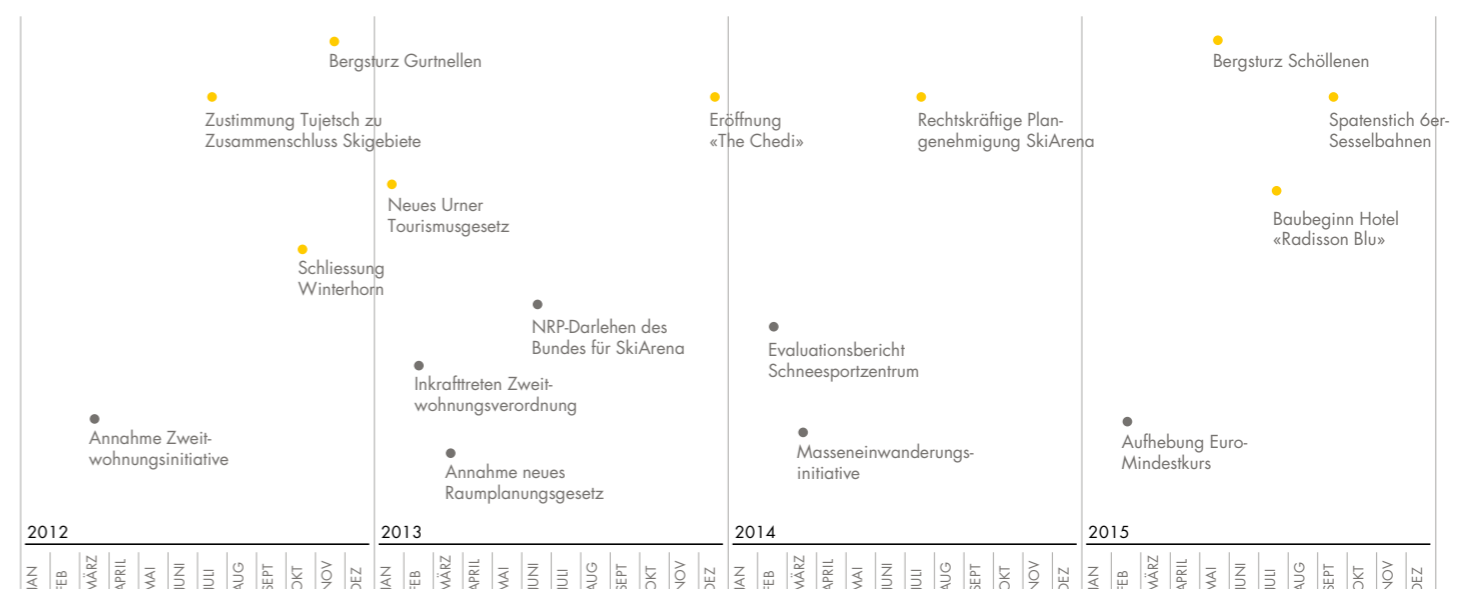 Bergsturz Gurtnellen
Bergsturz Schöllenen
Zustimmung Tujetsch zu
Zusammenschluss Skigebiete
Eröffnung
«The Chedi»
Rechtskräftige Plan-
genehmigung SkiArena
Spatenstich 6er-
Sesselbahnen
Neues Urner
Tourismusgesetz
Baubeginn Hotel
«Radisson Blu»
Schliessung
Winterhorn
NRP-Darlehen des
Bundes für SkiArena
Evaluationsbericht
Schneesportzentrum
Inkrafttreten Zweit-
wohnungsverordnung
Annahme Zweit-
wohnungsinitiative
Aufhebung Euro-
Mindestkurs
Masseneinwanderungs-
initiative
Annahme neues
Raumplanungsgesetz
2012
2013
2014
2015
JAN
FEB
MÄRZ
APRIL
MAI
JUNI
JULI
AUG
SEPT
OKT
NOV
DEZ
JAN
FEB
MÄRZ
APRIL
MAI
JUNI
JULI
AUG
SEPT
OKT
NOV
DEZ
JAN
FEB
MÄRZ
APRIL
MAI
JUNI
JULI
AUG
SEPT
OKT
NOV
DEZ
JAN
FEB
MÄRZ
APRIL
MAI
JUNI
JULI
AUG
SEPT
OKT
NOV
DEZ